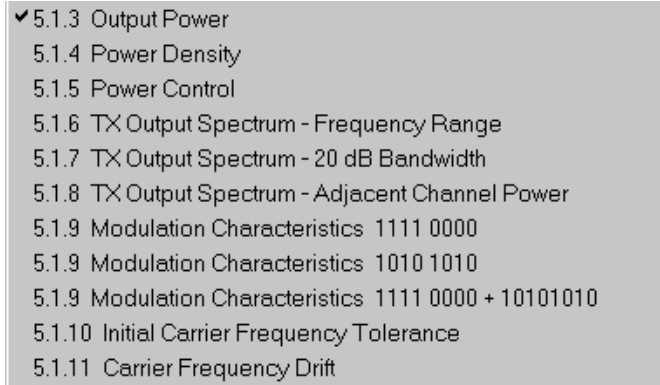 ✔5.1.3 Output Power
5.1.4 Power Density
5.1.5 Power Control
5.1.6 TX Output Spectrum - Frequency Range
5.1.7 TX Output Spectrum - 20 dB Bandwidth
5.1.8 TX Output Spectrum - Adjacent Channel Power
5.1.9 Modulation Characteristics 1111 0000
5.1.9 Modulation Characteristics 1010 1010
5.1.9 Modulation Characteristics 1111 0000 + 10101010
5.1.10 Initial Carrier Frequency Tolerance
5.1.11 Carrier Frequency Drift